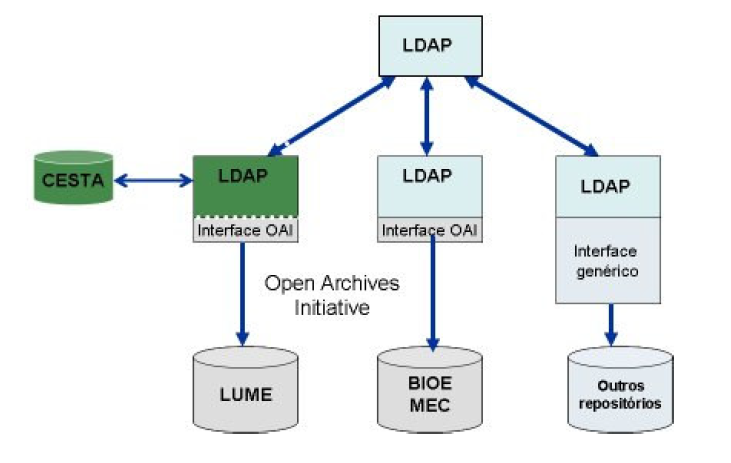 LDAP
CESTA
LDAP
Interface OAI
LDAP
Interface OAI
LDAP
Interface
genérico
Open Archives
Initiative
LUME
BIOE
MEC
Outros
repositórios